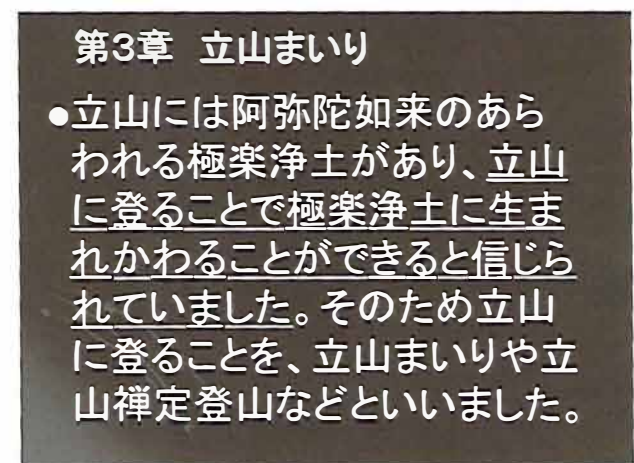 第3章 立山まいり
●立山には阿弥陀如来のあら
われる極楽浄土があり、立山
に登ることで極楽浄土に生ま
れかわることができると信じら
れていました。そのため立山
に登ることを、立山まいりや立
山禅定登山などといいました。